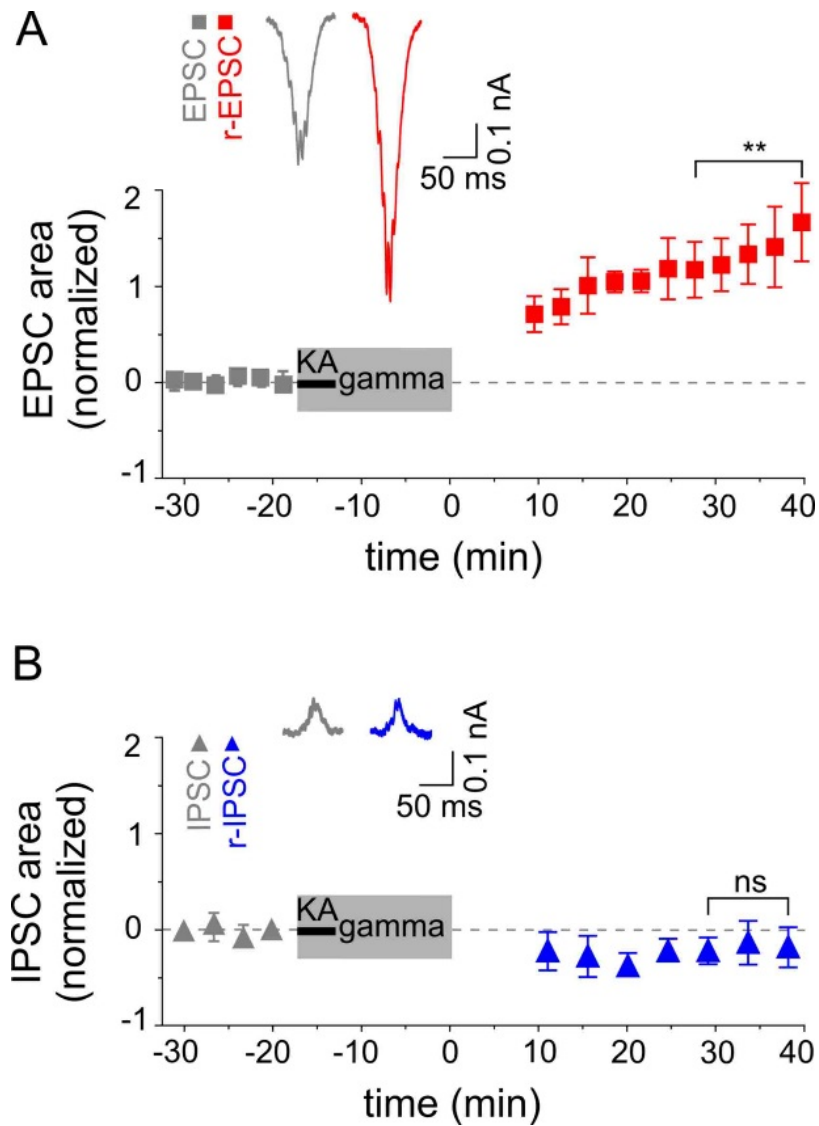 A
EPSC
r-EPSC
0.1 nA
50 ms
**
EPSC area
(normalized)
2
1
0
-1
KA
gamma
-30 -20 -10 0 10 20 30 40
time (min)
B
IPSC
r-IPSC
0.1 nA
50 ms
ns
IPSC area
(normalized)
2
1
0
-1
KA
gamma
-30 -20 -10 0 10 20 30 40
time (min)